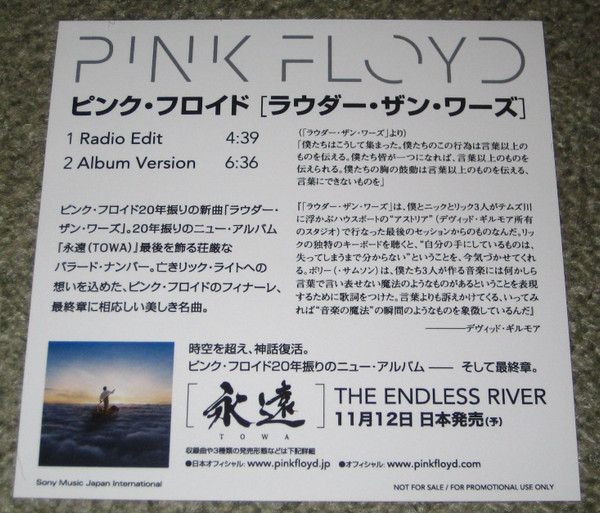 PINK FLOYD
ピンク・フロイド [ラウダー・ザン・ワーズ]
1 Radio Edit 4:39
2 Album Version 6:36
(「ラウダー・ザン・ワーズ」より)
「僕たちはこうして集まった。僕たちのこの行為は言葉以上の
ものを伝える。僕たち皆が一つになれば、言葉以上のものを
伝えられる。僕たちの胸の鼓動は言葉以上のものを伝える、
言葉にできないものを」
ピンク・フロイド20年振りの新曲「ラウダー・
ザン・ワーズ」。20年振りのニュー・アルバム
『永遠(TOWA)』最後を飾る荘厳な
バラード・ナンバー。亡きリック・ライトへの
想いを込めた、ピンク・フロイドのフィナーレ、
最終章に相応しい美しき名曲。
『「ラウダー・ザン・ワーズ」は、僕とニックとリック3人がテムズ川
に浮かぶハウスボートの“アストリア”(デヴィッド・ギルモア所有
のスタジオ)で行なった最後のセッションからのものなんだ。リック
の独特のキーボードを聴くと、“自分の手にしているものは、
失ってしまうまで分からない”ということを、今気づかせてくれ
る。ポリー(・サムソン)は、僕たち3人が作る音楽には何かしら
言葉で言い表せない魔法のようなものがあるということを表現
するために歌詞をつけた。言葉よりも訴えかけてくる、いってみ
れば“音楽の魔法”の瞬間のようなものを象徴しているんだ』
――デヴィッド・ギルモア
時空を超え、神話復活。
ピンク・フロイド20年振りのニュー・アルバム ―― そして最終章。
[永遠]
TOWA
THE ENDLESS RIVER
11月12日 日本発売(予)
収録曲や3種類の発売形態などは下記詳細
●日本オフィシャル: www.pinkfloyd.jp ●オフィシャル: www.pinkfloyd.com
Sony Music Japan International
NOT FOR SALE / FOR PROMOTIONAL USE ONLY